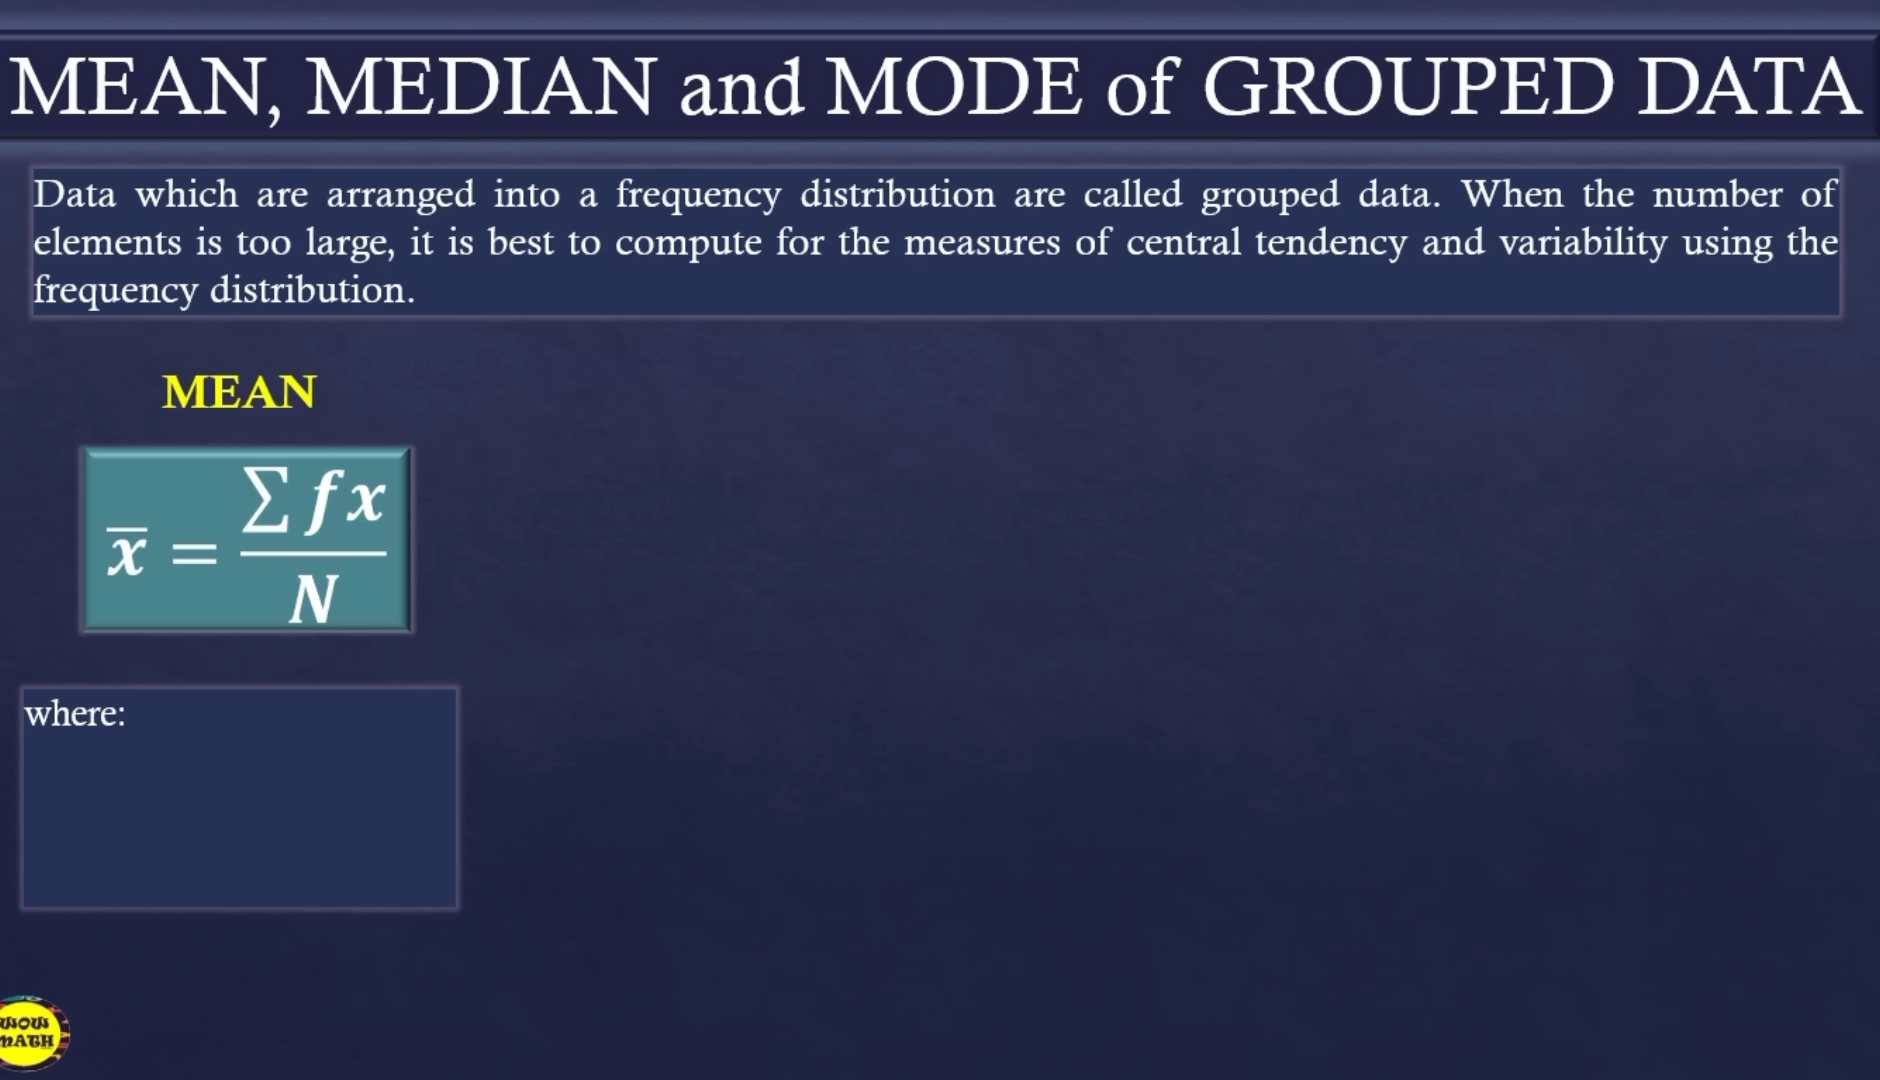 MEAN, MEDIAN and MODE of GROUPED DATA
Data which are arranged into a frequency distribution are called grouped data. When the number of
elements is too large, it is best to compute for the measures of central tendency and variability using the
frequency distribution.
MEAN
x̅ = ∑ fx / N
where:
WOW
MATH